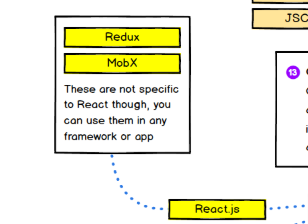 JSC
Redux
MobX
13
These are not specific
to React though, you
can use them in any
framework or app
React.js